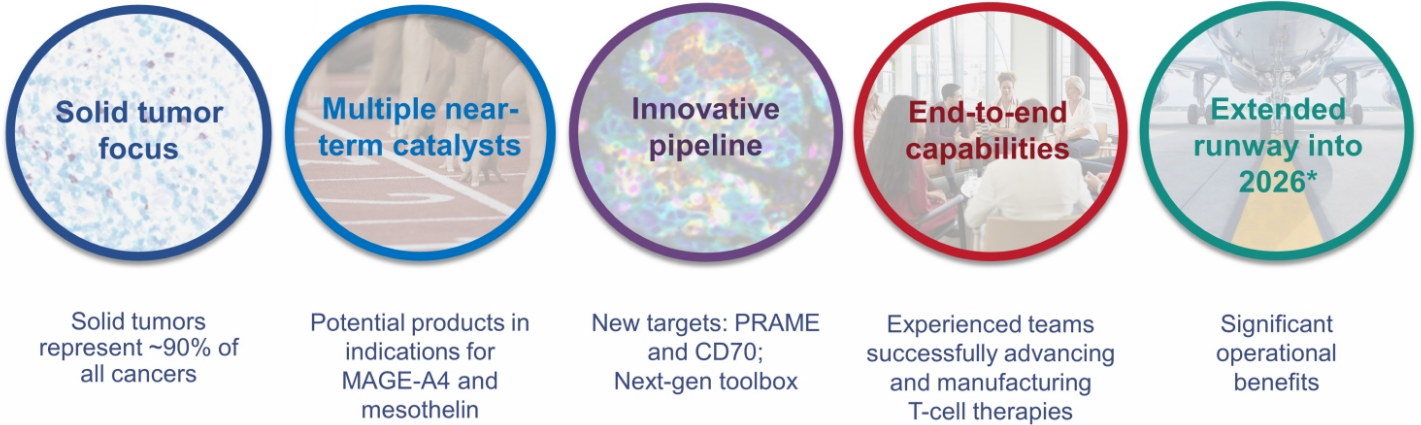 Solid tumor
focus
Multiple near-
term catalysts
Innovative
pipeline
End-to-end
capabilities
Extended
runway into
2026*
Solid tumors
represent ~90% of
all cancers
Potential products in
indications for
MAGE-A4 and
mesothelin
New targets: PRAME
and CD70;
Next-gen toolbox
Experienced teams
successfully advancing
and manufacturing
T-cell therapies
Significant
operational
benefits